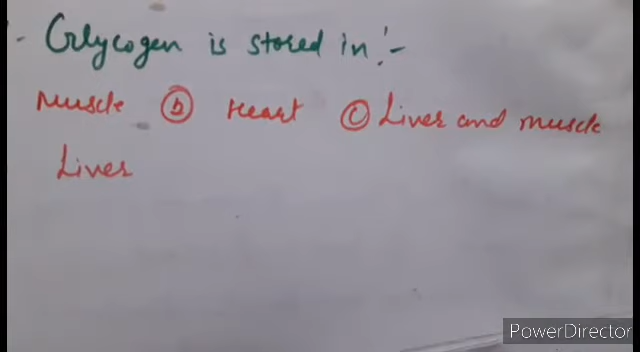 Glycogen is stored in:-
Muscle (b) Heart (c) Liver and muscle
Liver
PowerDirector